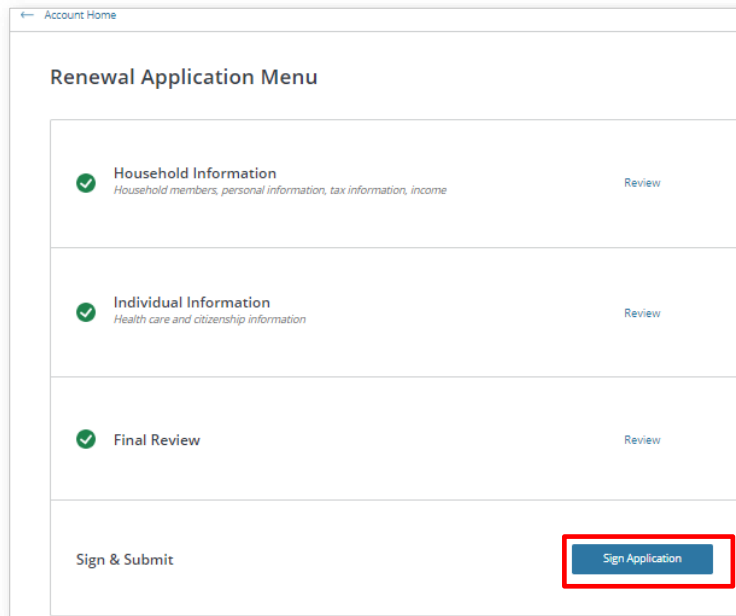 ← Account Home
Renewal Application Menu
Household Information
Household members, personal information, tax information, income
Review
Individual Information
Health care and citizenship information
Review
Final Review
Review
Sign & Submit
Sign Application